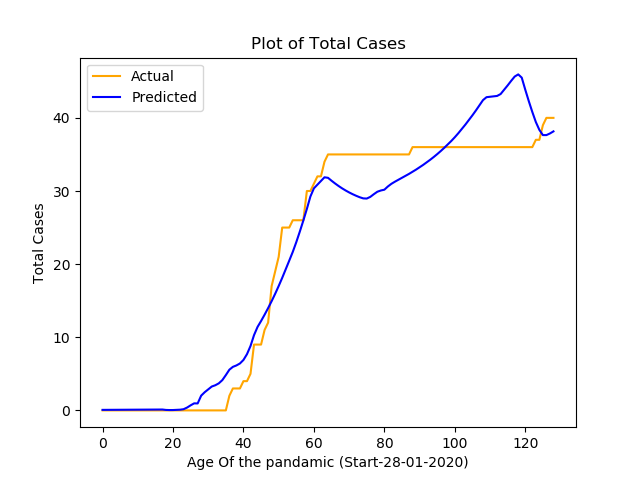 Plot of Total Cases
Actual
Predicted
40
30
20
10
0
Total Cases
0 20 40 60 80 100 120
Age Of the pandamic (Start-28-01-2020)